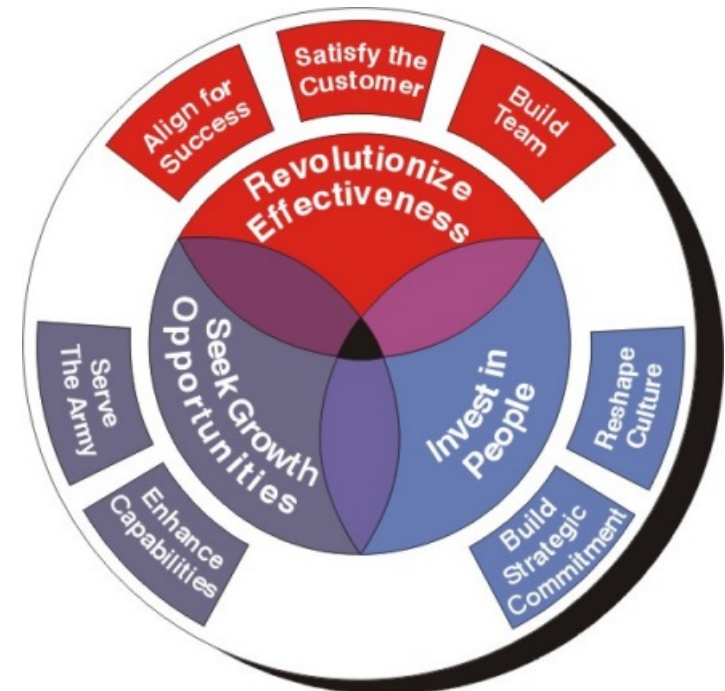 Align for
Success
Satisfy the
Customer
Build
Team
Revolutionize
Effectiveness
Seek Growth
Opportunities
Invest in
People
Serve
The Army
Enhance
Capabilities
Reshape
Culture
Build
Strategic
Commitment